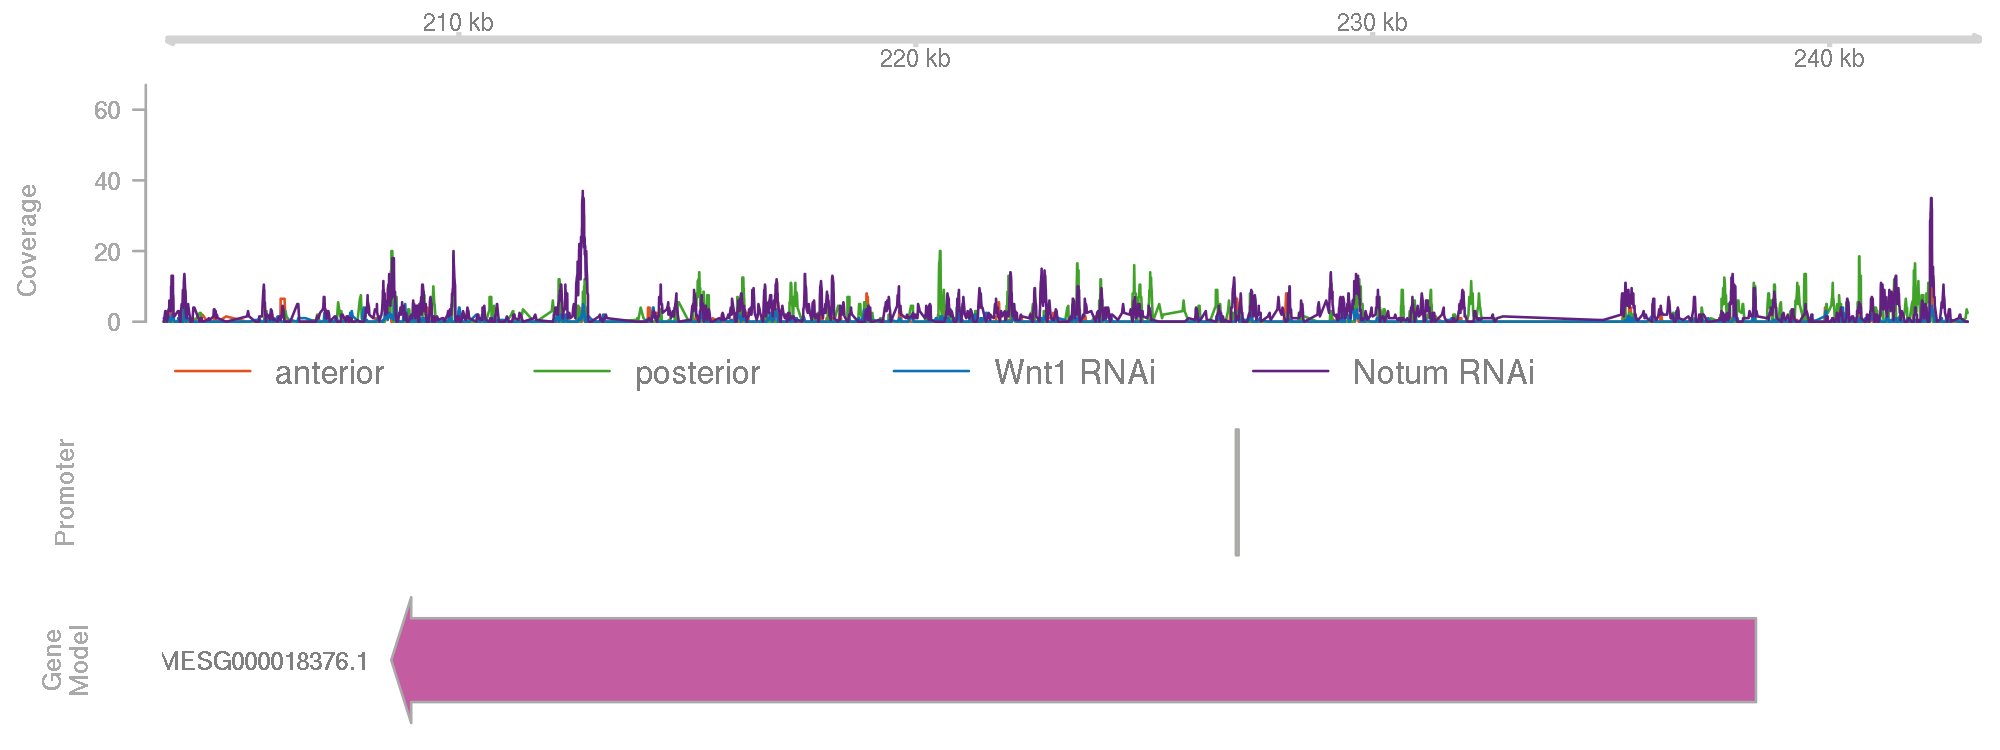 210 kb
230 kb
220 kb
240 kb
60
40
20
0
Coverage
anterior
posterior
Wnt1 RNAi
Notum RNAi
Promoter
Gene
Model
MESG000018376.1